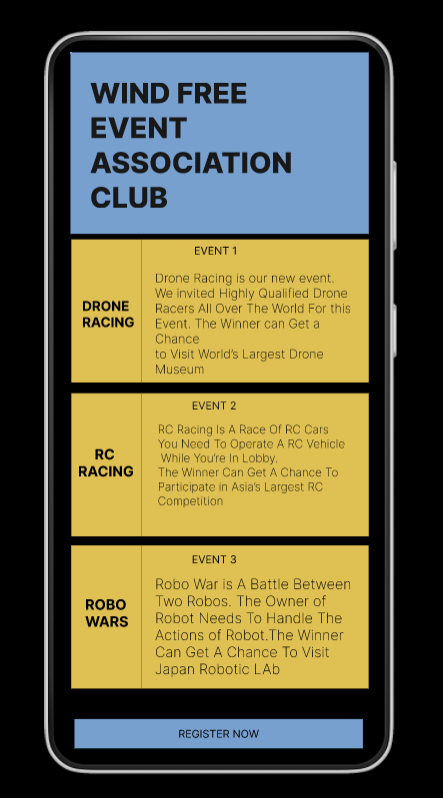 WIND FREE
EVENT
ASSOCIATION
CLUB
EVENT 1
DRONE
RACING
Drone Racing is our new event.
We invited Highly Qualified Drone
Racers All Over The World For this
Event. The Winner can Get a
Chance
to Visit World's Largest Drone
Museum
EVENT 2
RC
RACING
RC Racing Is A Race Of RC Cars
You Need To Operate A RC Vehicle
While You're In Lobby.
The Winner Can Get A Chance To
Participate in Asia's Largest RC
Competition
EVENT 3
ROBO
WARS
Robo War is A Battle Between
Two Robos. The Owner of
Robot Needs To Handle The
Actions of Robot.The Winner
Can Get A Chance To Visit
Japan Robotic LAb
REGISTER NOW